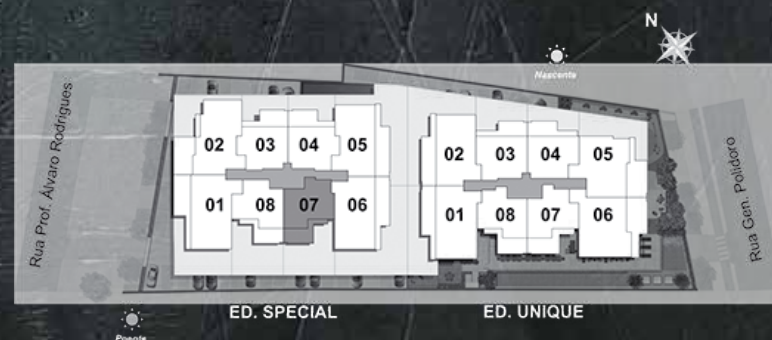 N
Nascente
Rua Prof. Álvaro Rodrigues
02 03 04 05
01 08 07 06
02 03 04 05
01 08 07 06
Rua Gen. Polidoro
ED. SPECIAL
ED. UNIQUE
Poente